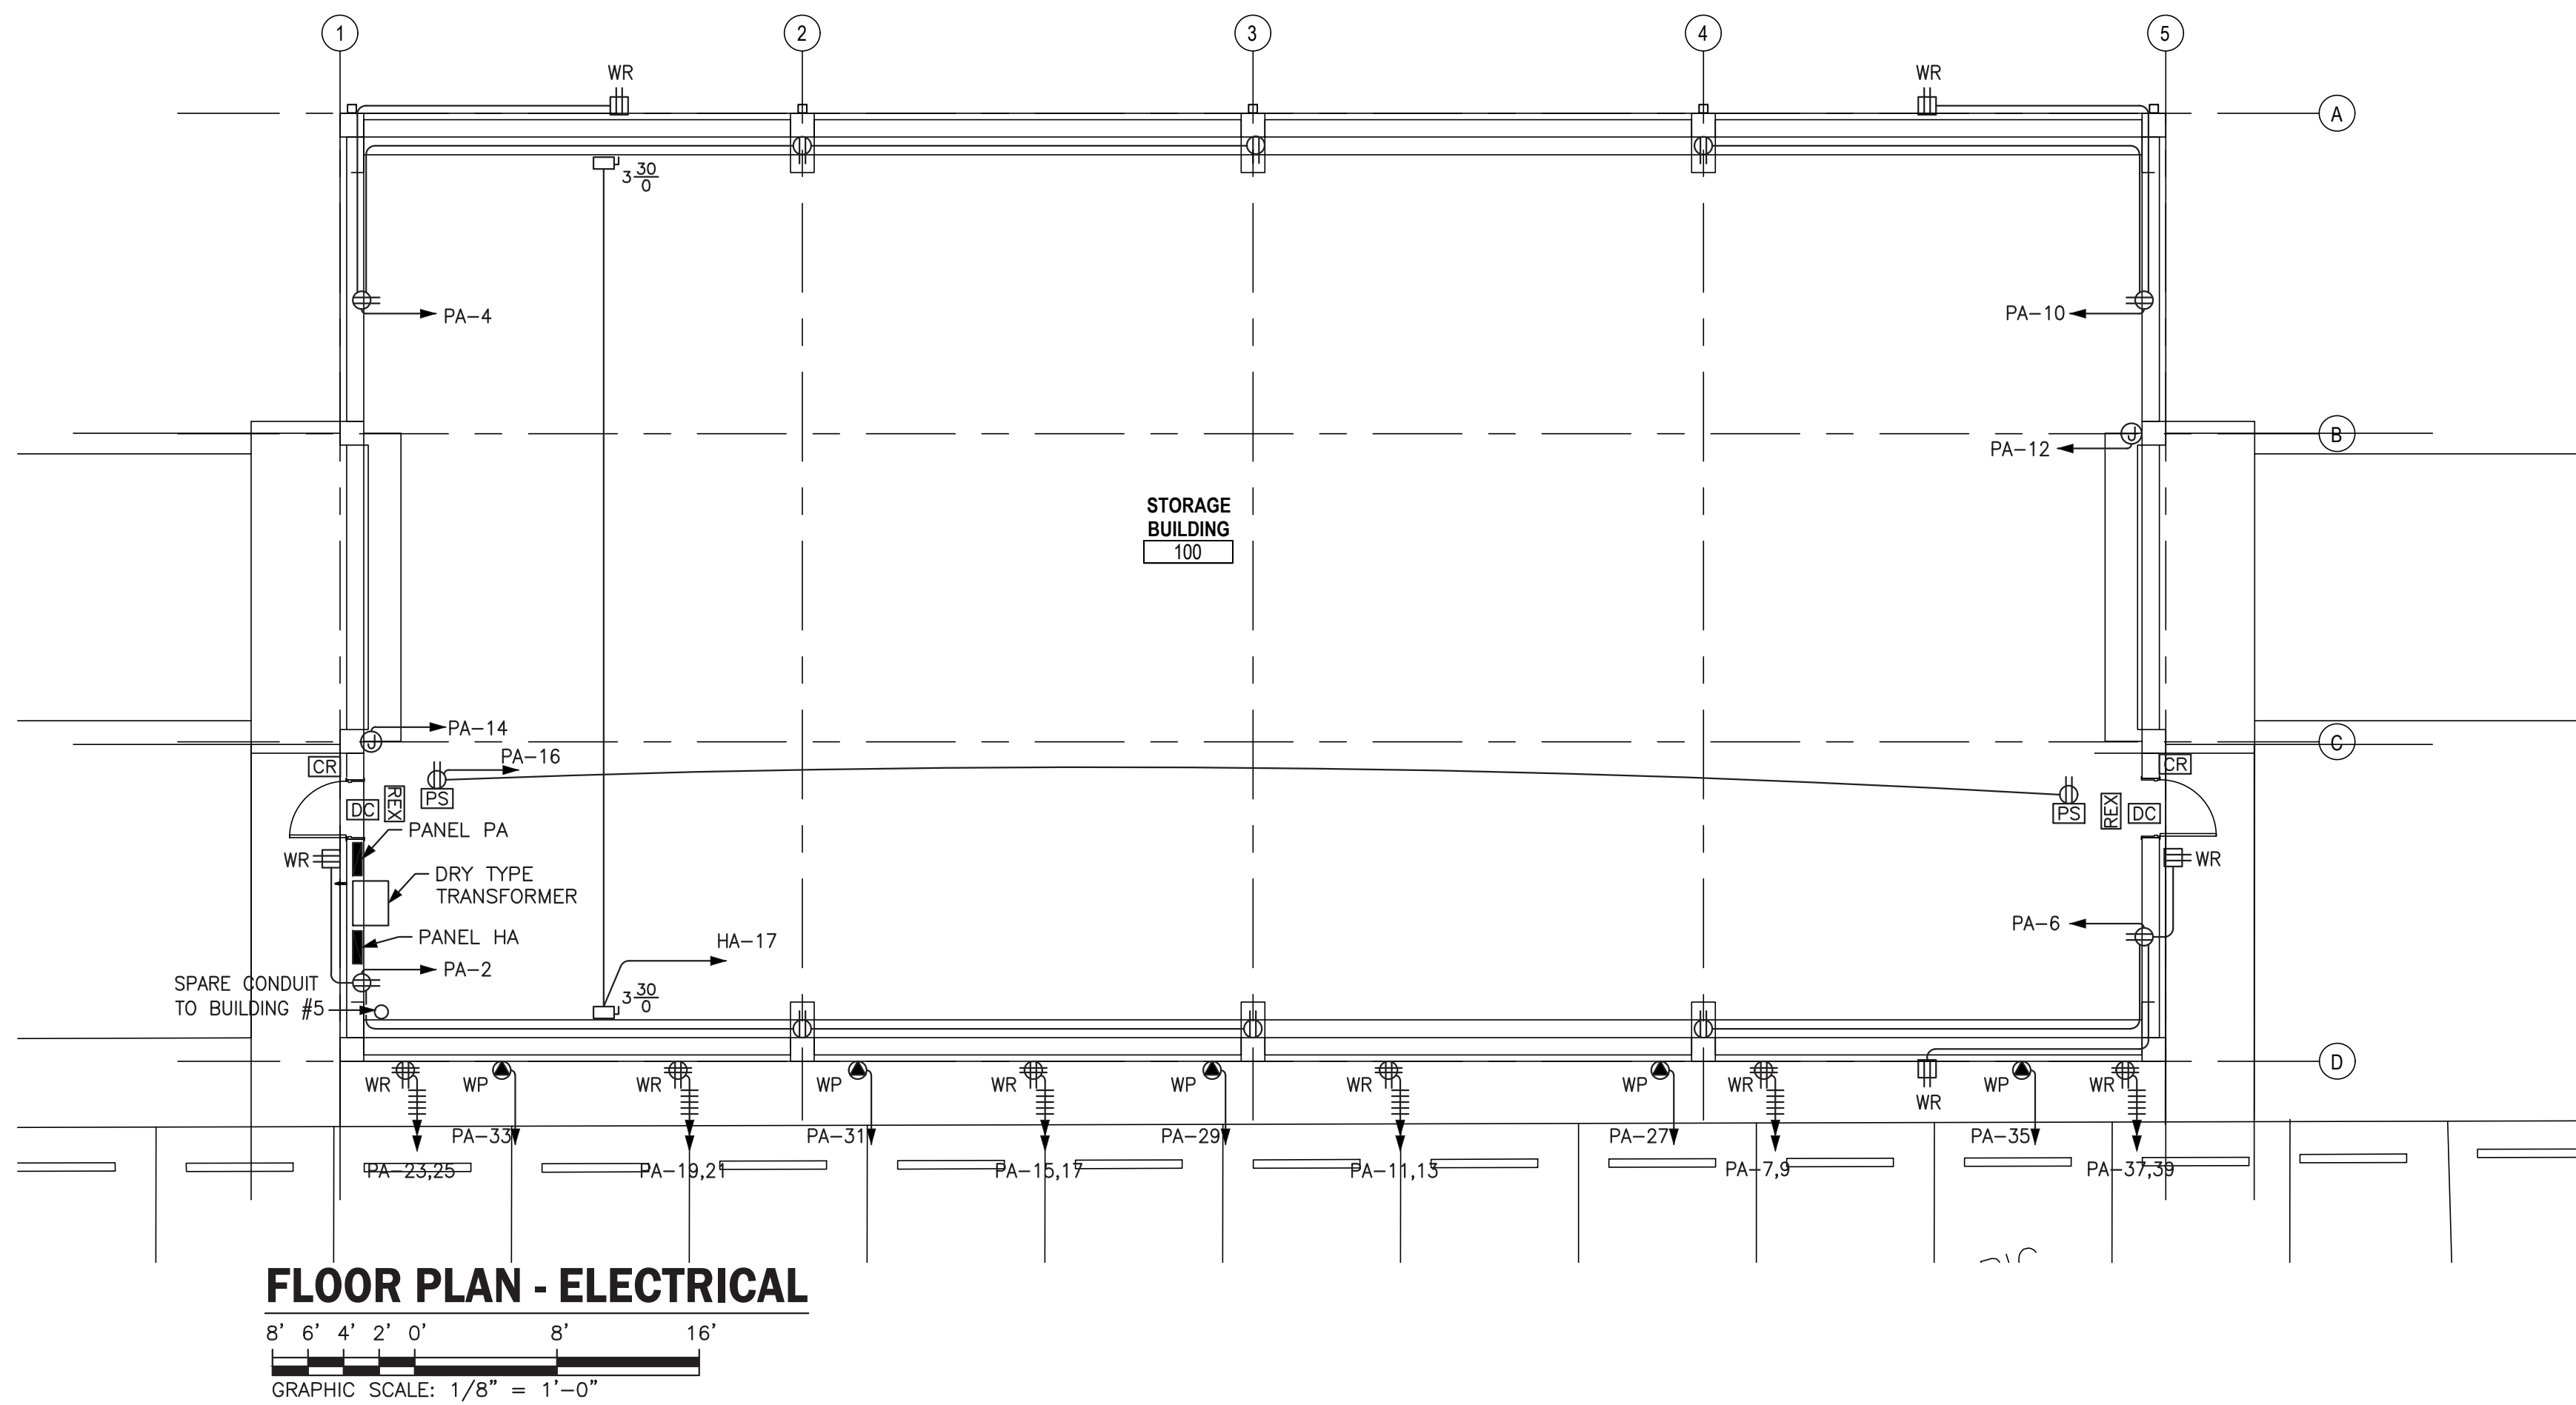 1
2
3
4
5
WR
WR
A
3 30/0
PA-4
PA-10
B
PA-12
STORAGE
BUILDING
100
PA-14
C
PA-16
CR
CR
DC
REX
PS
PS
REX
DC
PANEL PA
WR
WR
DRY TYPE
TRANSFORMER
PA-6
PANEL HA
HA-17
PA-2
SPARE CONDUIT
TO BUILDING #5
3 30/0
D
WR
WP
WR
WP
WR
WP
WR
WP
WR
WR
WP
WR
PA-33
PA-31
PA-29
PA-27
PA-35
PA-23,25
PA-19,21
PA-15,17
PA-11,13
PA-7,9
PA-37,39
J
J
FLOOR PLAN - ELECTRICAL
8' 6' 4' 2' 0' 8' 16'
GRAPHIC SCALE: 1/8" = 1'-0"